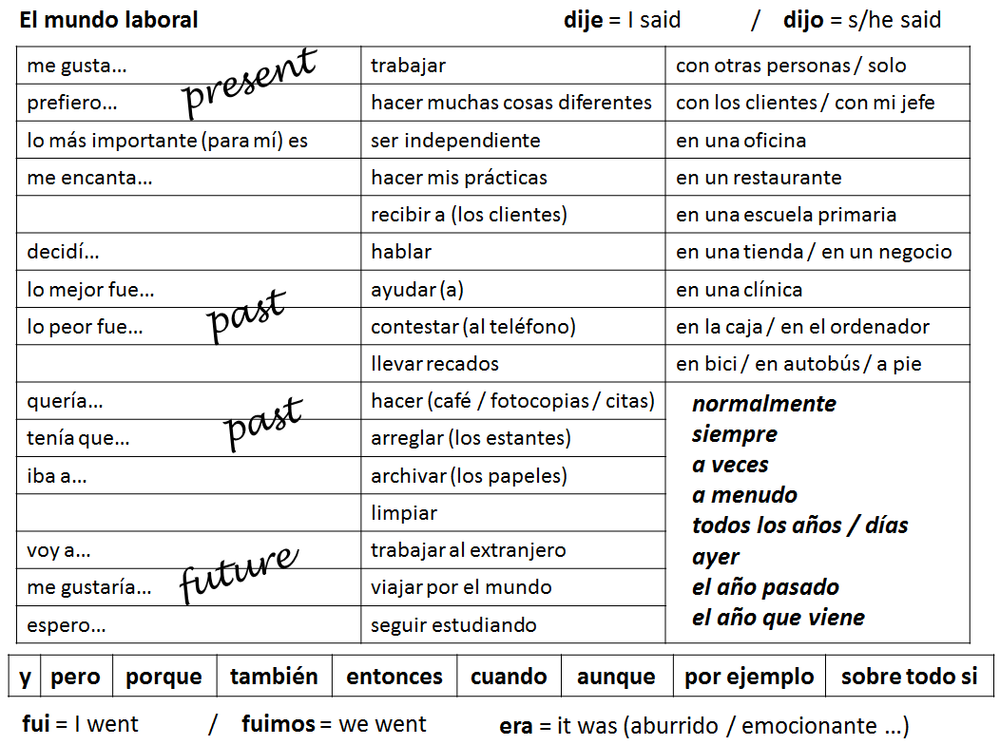 El mundo laboral dije = I said / dijo = s/he said
me gusta... trabajar con otras personas / solo
present
prefiero... hacer muchas cosas diferentes con los clientes / con mi jefe
lo más importante (para mí) es ser independiente en una oficina
me encanta... hacer mis prácticas en un restaurante
recibir a (los clientes) en una escuela primaria
decidí... hablar en una tienda / en un negocio
lo mejor fue... ayudar (a) en una clínica
past
lo peor fue... contestar (al teléfono) en la caja / en el ordenador
llevar recados en bici / en autobús / a pie
quería... hacer (café / fotocopias / citas) normalmente
past
tenía que... arreglar (los estantes) siempre
iba a... archivar (los papeles) a veces
limpiar a menudo
voy a... trabajar al extranjero todos los años / días
future
me gustaría... viajar por el mundo ayer
espero... seguir estudiando el año pasado
el año que viene
y pero porque también entonces cuando aunque por ejemplo sobre todo si
fui = I went / fuimos = we went era = it was (aburrido / emocionante ...)